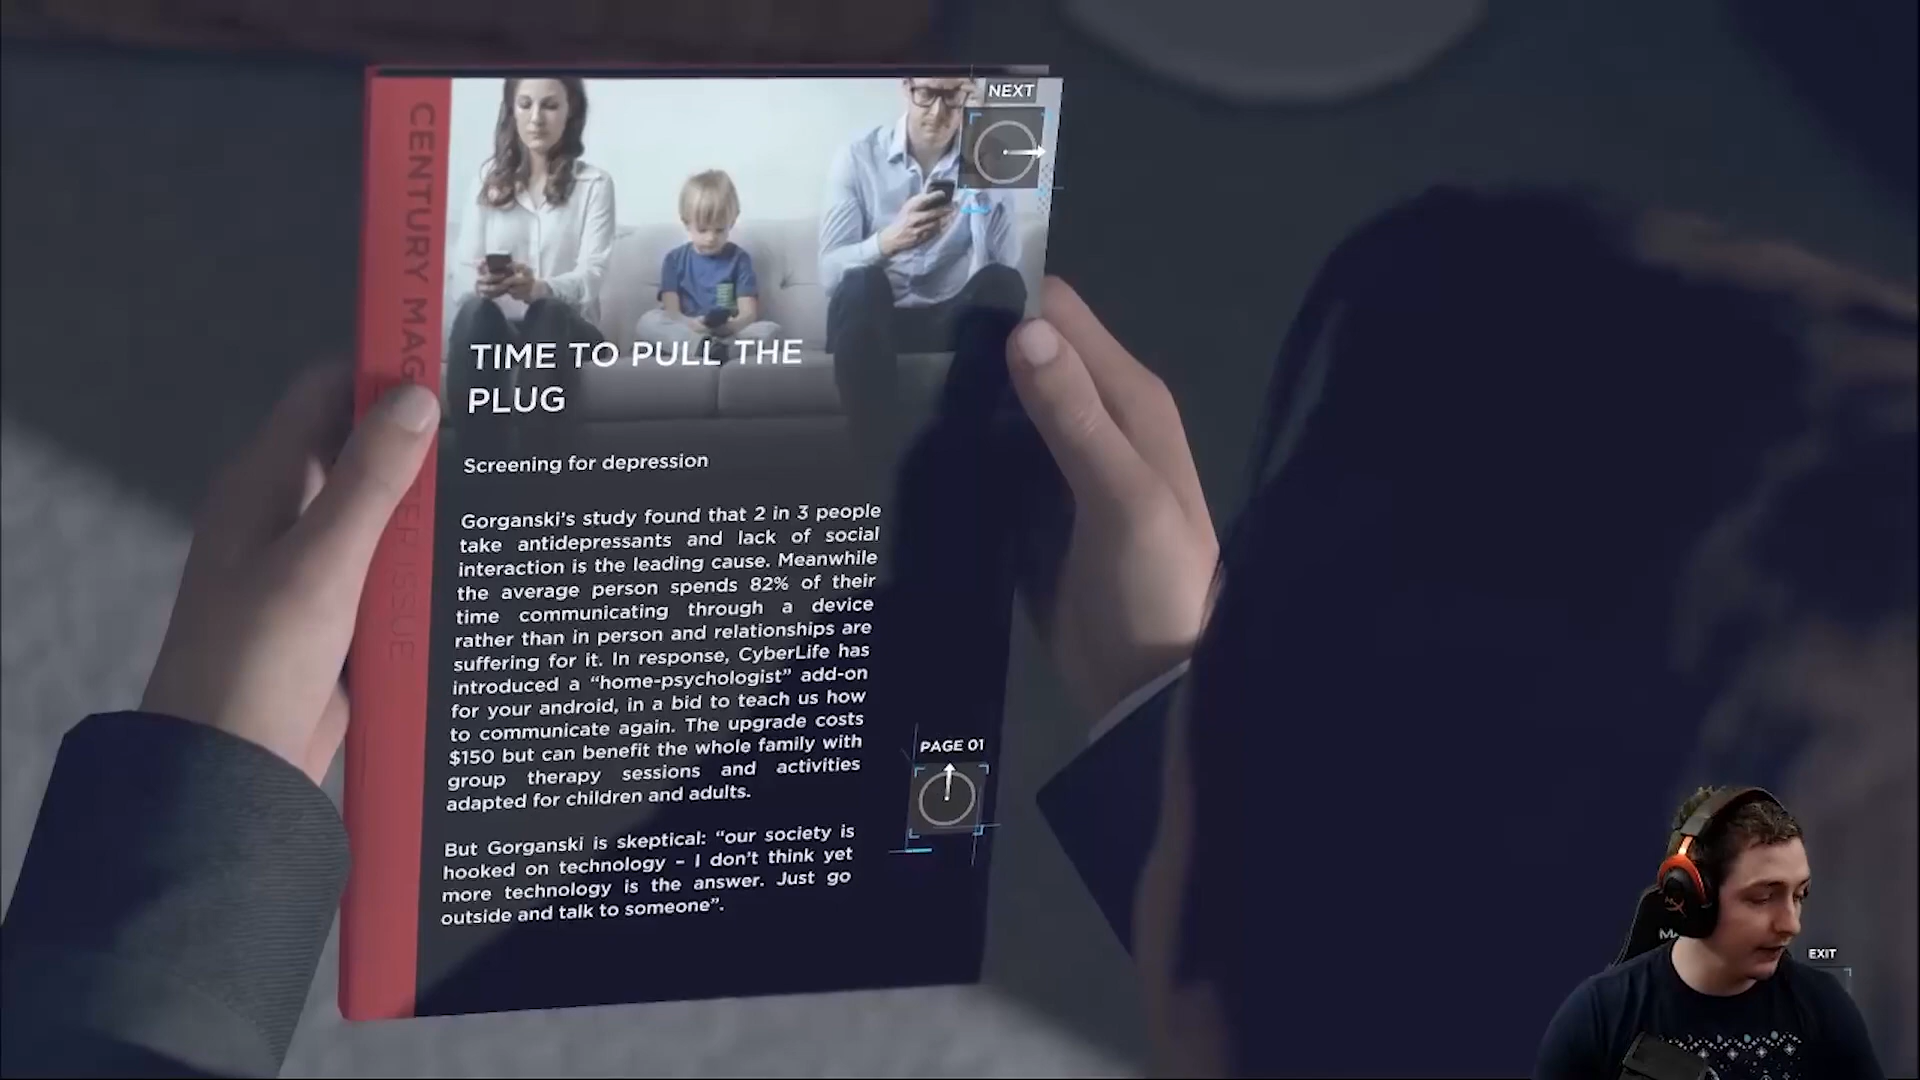 CENTURY MAG
TER ISSUE
NEXT
TIME TO PULL THE
PLUG
Screening for depression
Gorganski's study found that 2 in 3 people
take antidepressants and lack of social
interaction is the leading cause. Meanwhile
the average person spends 82% of their
time communicating through a device
rather than in person and relationships are
suffering for it. In response, CyberLife has
introduced a “home-psychologist” add-on
for your android, in a bid to teach us how
to communicate again. The upgrade costs
$150 but can benefit the whole family with
group therapy sessions and activities
adapted for children and adults.
But Gorganski is skeptical: “our society is
hooked on technology – I don't think yet
more technology is the answer. Just go
outside and talk to someone”.
PAGE 01
EXIT